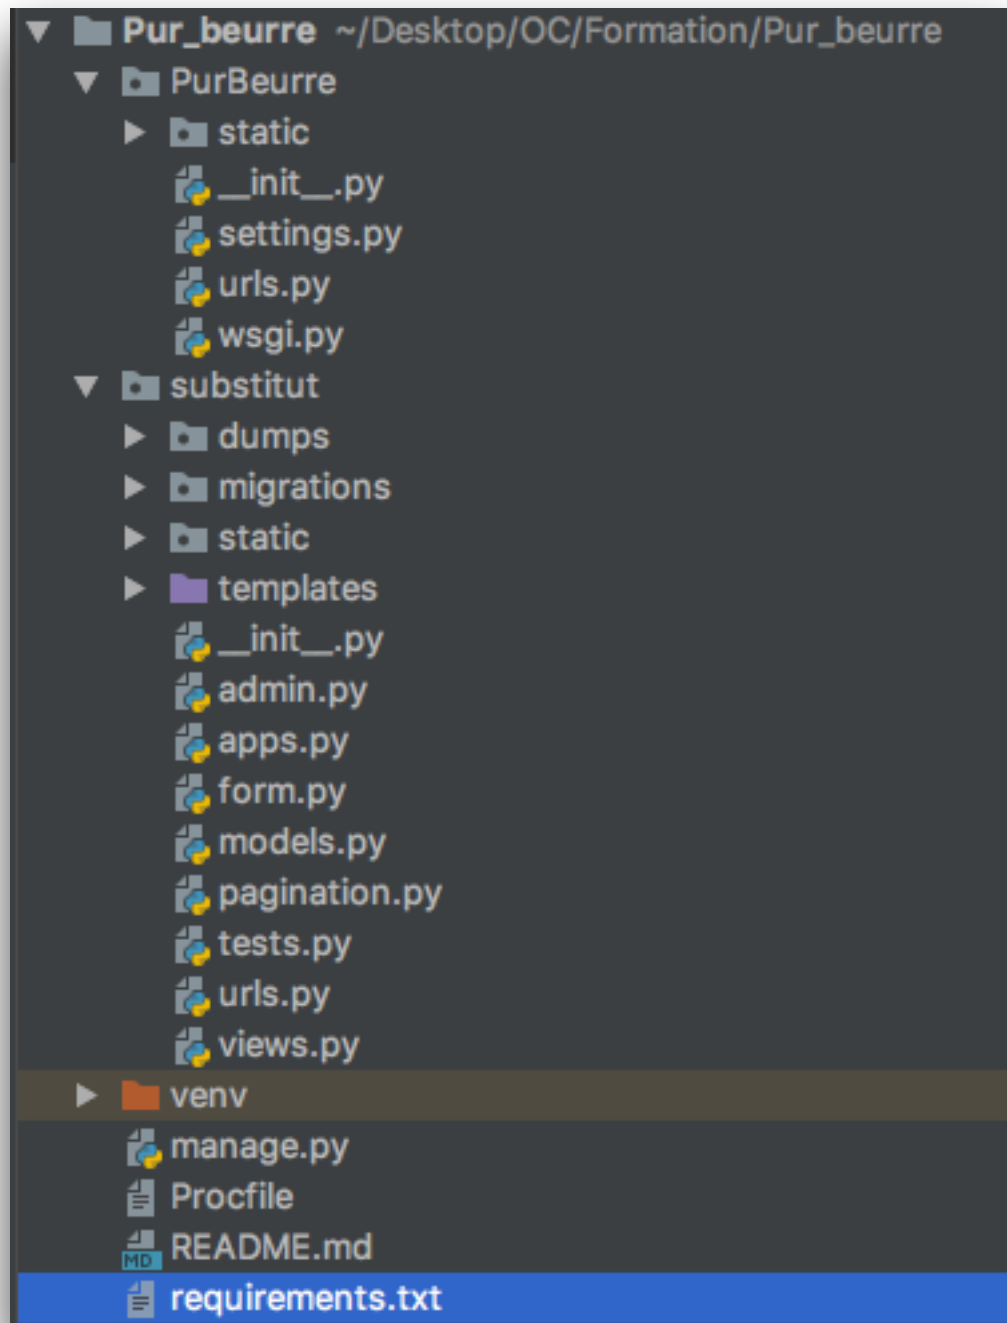 Pur_beurre ~/Desktop/OC/Formation/Pur_beurre
PurBeurre
static
__init__.py
settings.py
urls.py
wsgi.py
substitut
dumps
migrations
static
templates
__init__.py
admin.py
apps.py
form.py
models.py
pagination.py
tests.py
urls.py
views.py
venv
manage.py
Procfile
MD README.md
requirements.txt